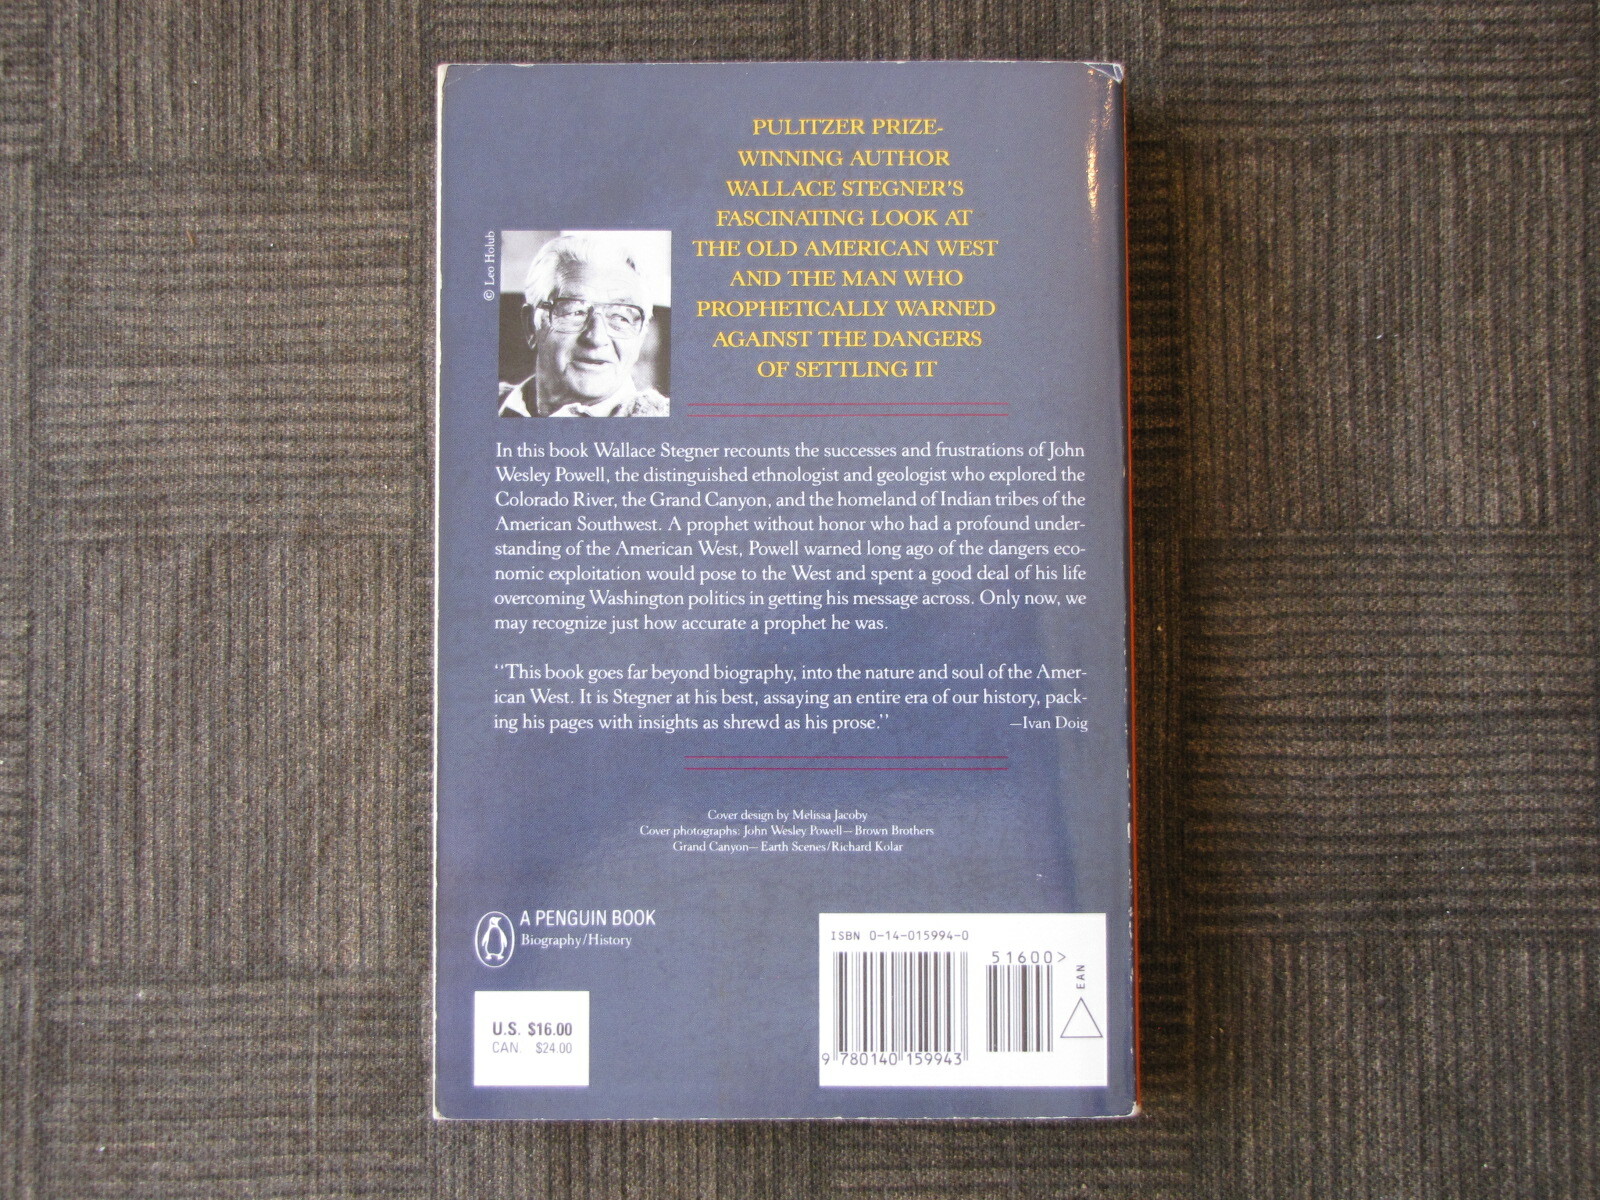 PULITZER PRIZE-
WINNING AUTHOR
WALLACE STEGNER'S
FASCINATING LOOK AT
THE OLD AMERICAN WEST
AND THE MAN WHO
PROPHETICALLY WARNED
AGAINST THE DANGERS
OF SETTLING IT
© Leo Holub
In this book Wallace Stegner recounts the successes and frustrations of John
Wesley Powell, the distinguished ethnologist and geologist who explored the
Colorado River, the Grand Canyon, and the homeland of Indian tribes of the
American Southwest. A prophet without honor who had a profound under-
standing of the American West, Powell warned long ago of the dangers eco-
nomic exploitation would pose to the West and spent a good deal of his life
overcoming Washington politics in getting his message across. Only now, we
may recognize just how accurate a prophet he was.
‘‘This book goes far beyond biography, into the nature and soul of the Amer-
ican West. It is Stegner at his best, assaying an entire era of our history, pack-
ing his pages with insights as shrewd as his prose.’’ —Ivan Doig
Cover design by Melissa Jacoby
Cover photographs: John Wesley Powell—Brown Brothers
Grand Canyon—Earth Scenes/Richard Kolar
A PENGUIN BOOK
Biography/History
U.S. $16.00
CAN. $24.00
ISBN 0-14-015994-0
51600>
EAN
9 780140 159943